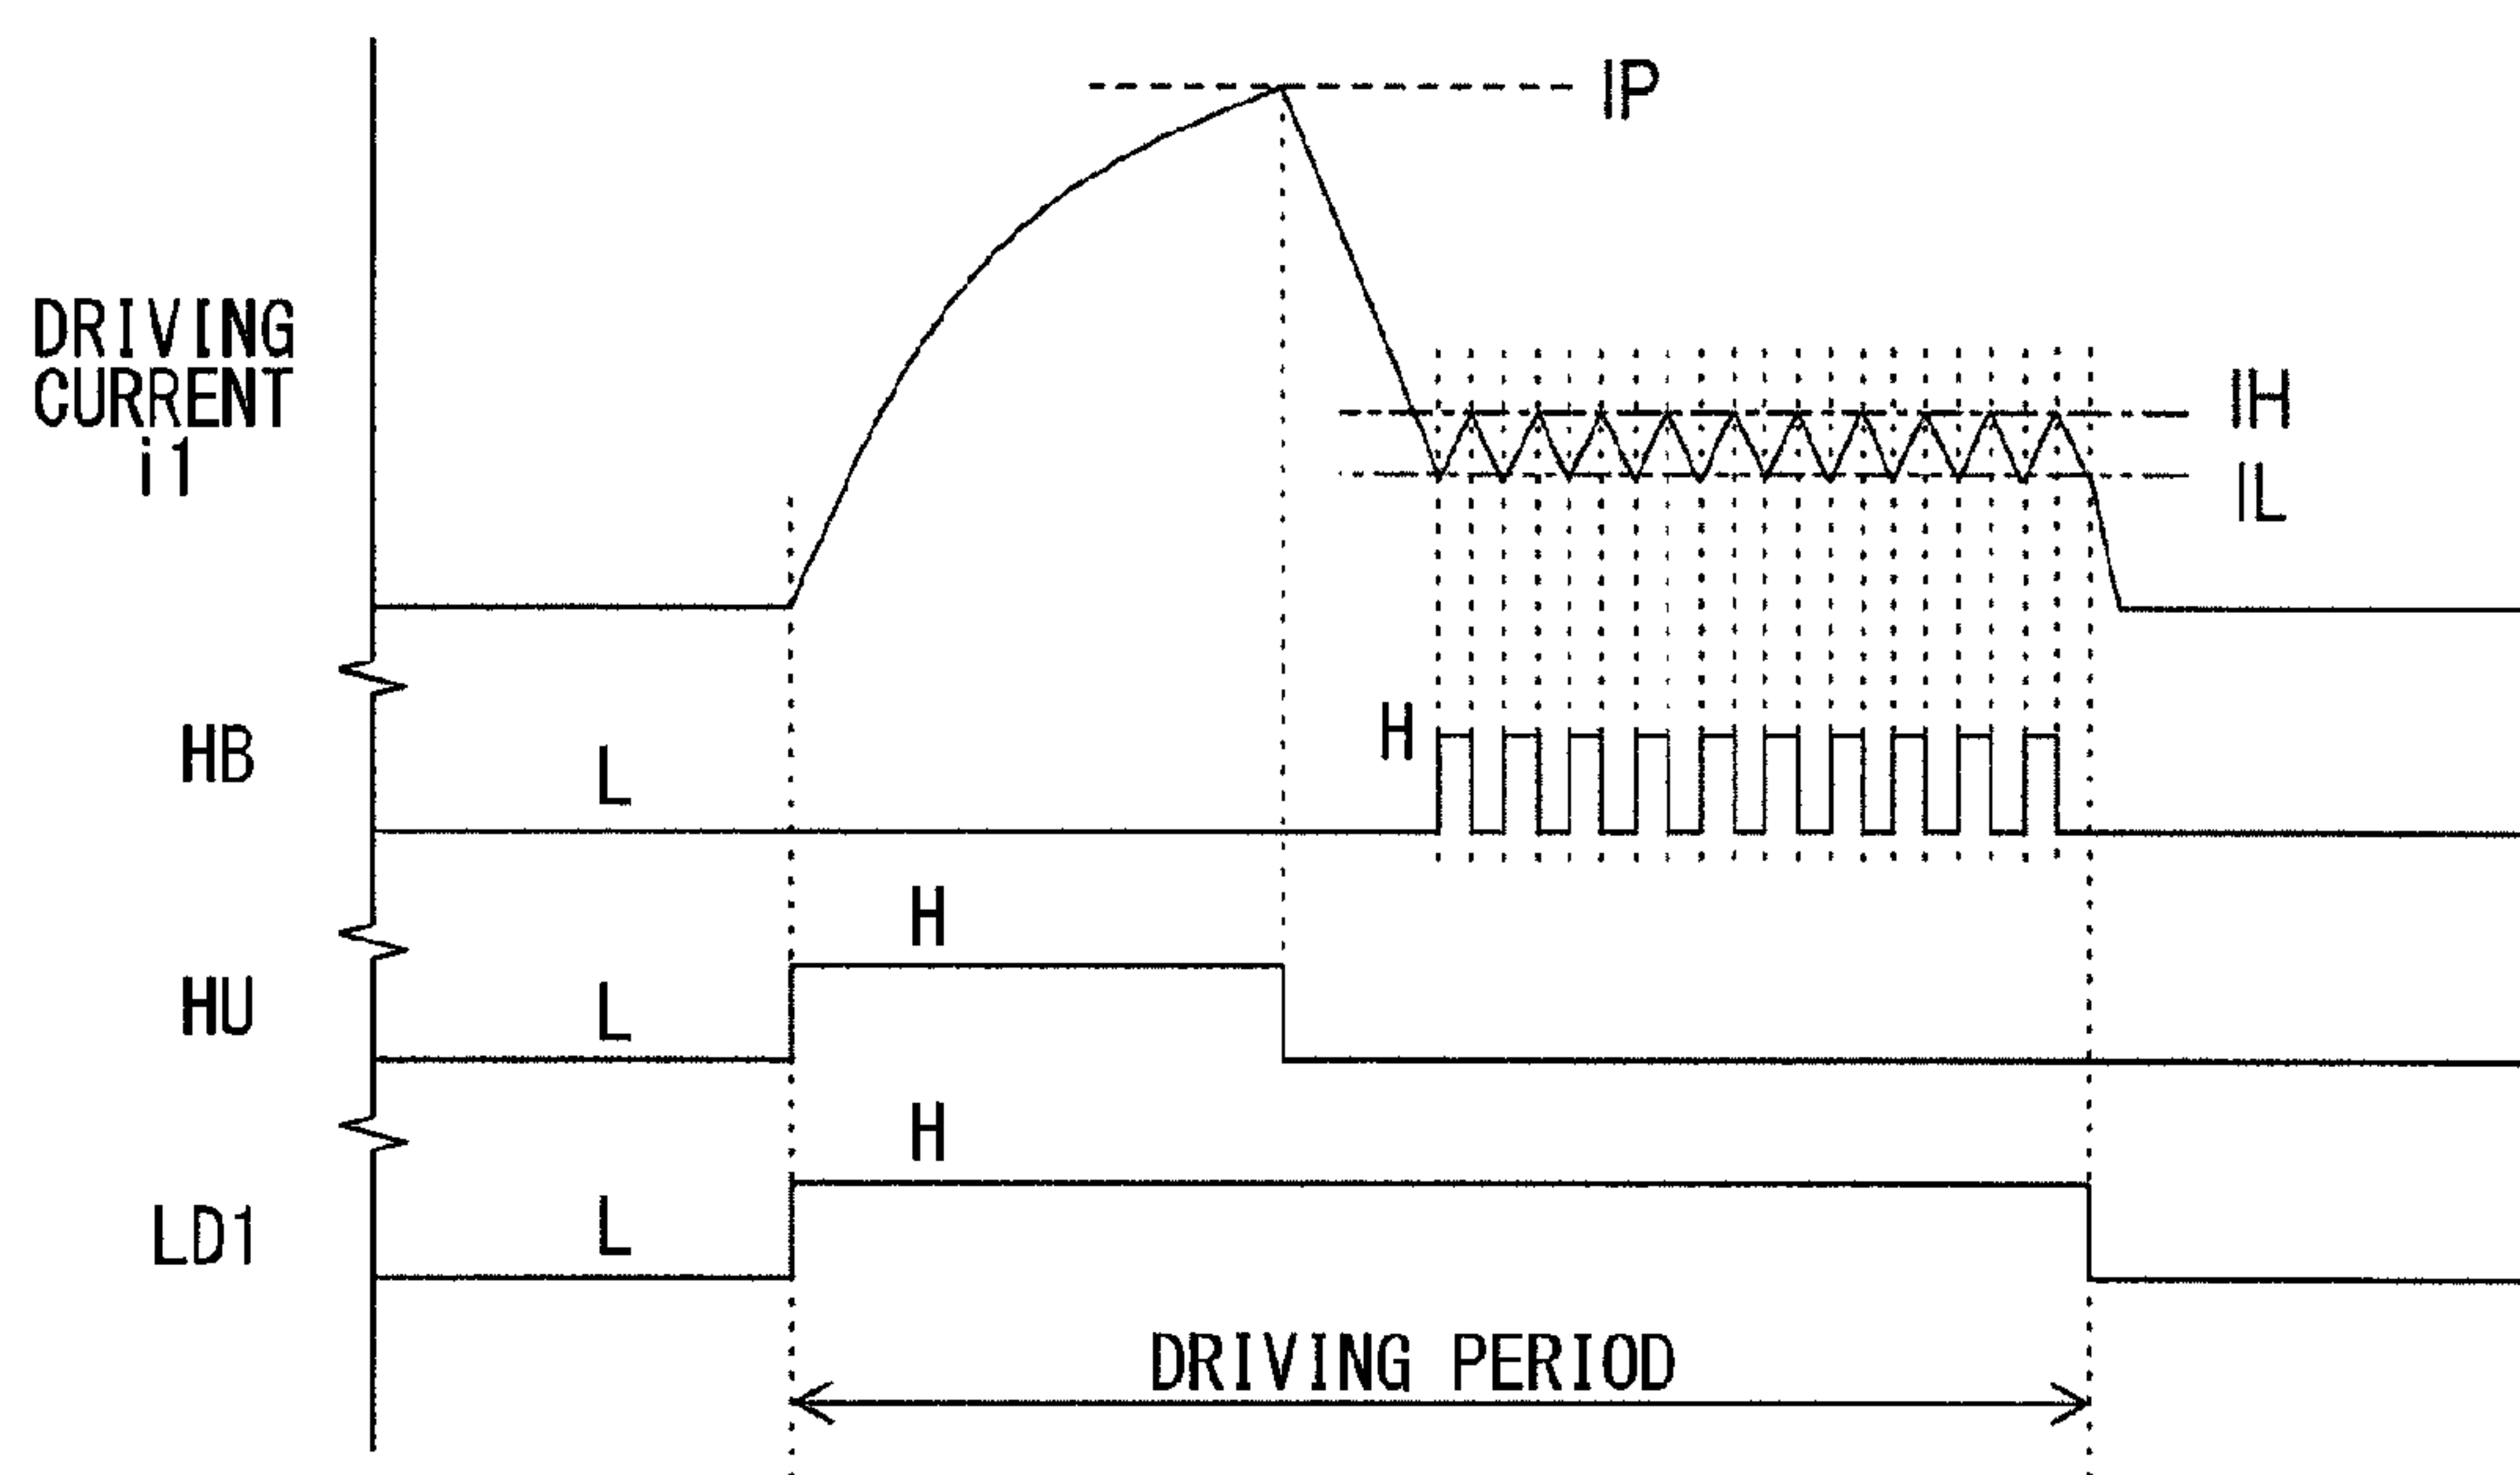 IP
DRIVING
CURRENT
i1
IH
IL
HB
L
H
HU
L
H
LD1
L
H
DRIVING PERIOD